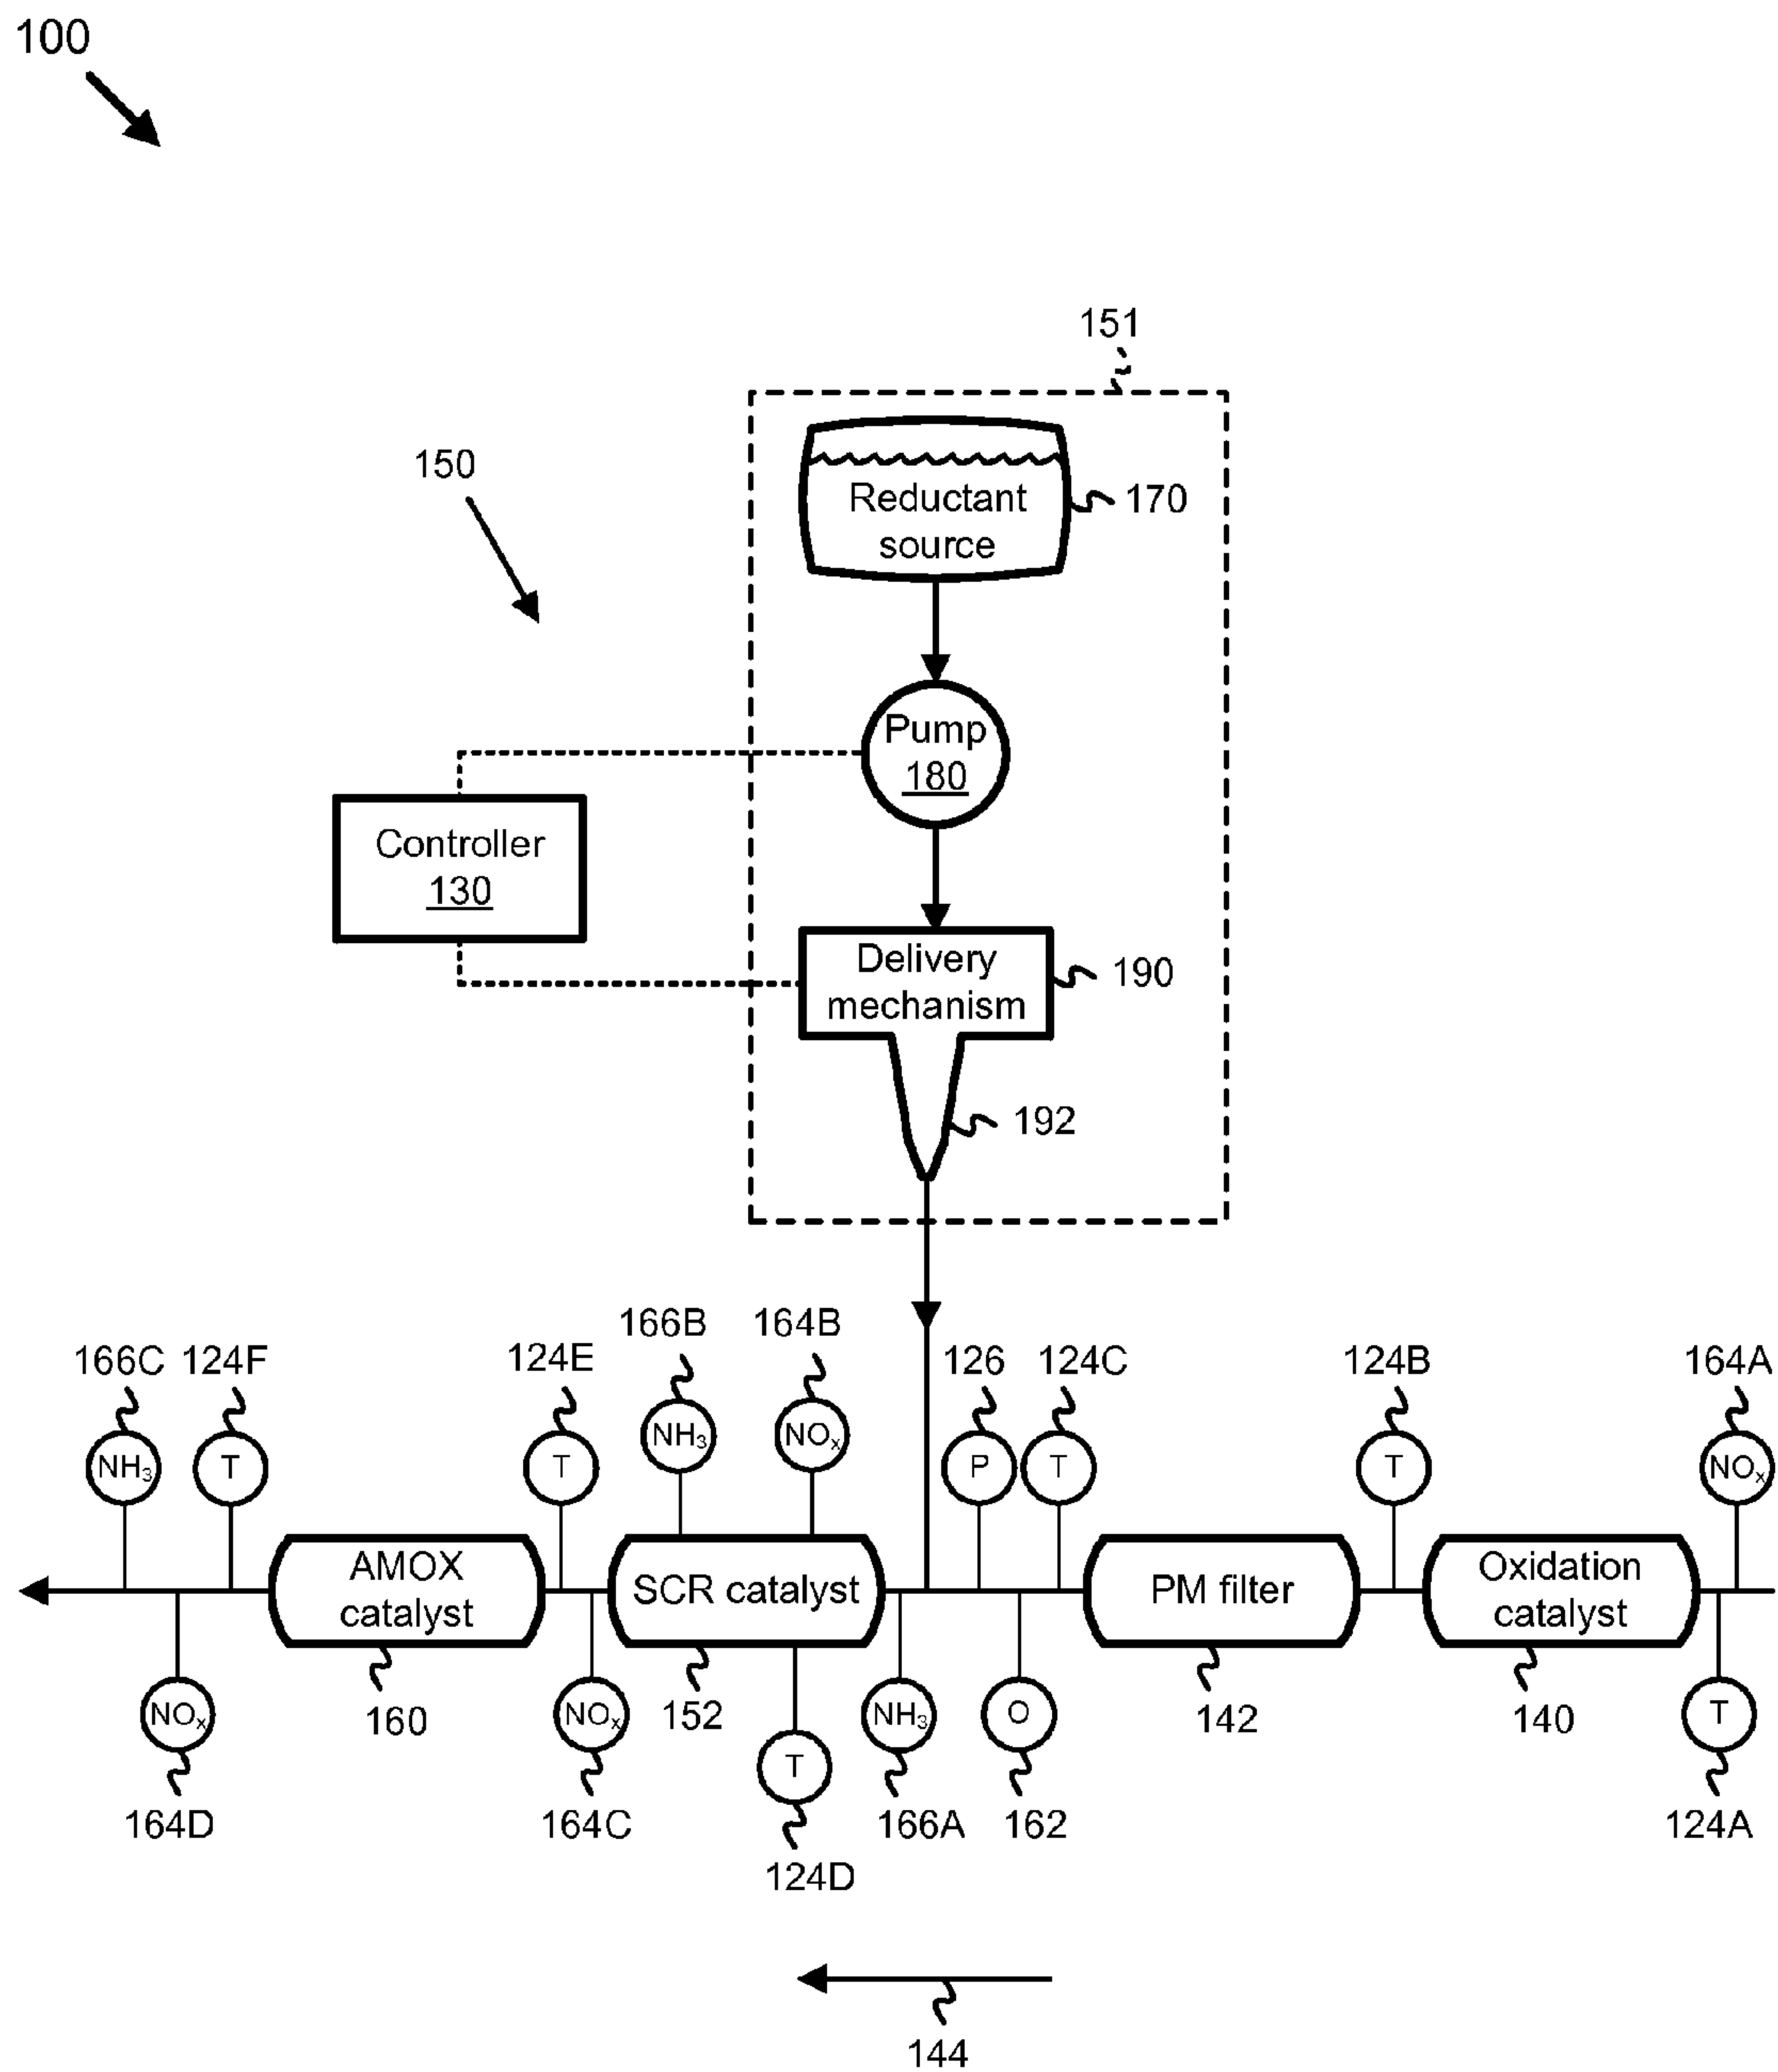 100
151
150
Reductant
source
170
Pump
180
Controller
130
Delivery
mechanism
190
192
166B
164B
166C
124F
124E
126
124C
124B
164A
NH₃
NOₓ
NH₃
T
T
P
T
T
NOₓ
AMOX
catalyst
SCR catalyst
PM filter
Oxidation
catalyst
NOₓ
160
NOₓ
152
NH₃
O
142
140
T
T
164D
164C
166A
162
124A
124D
144